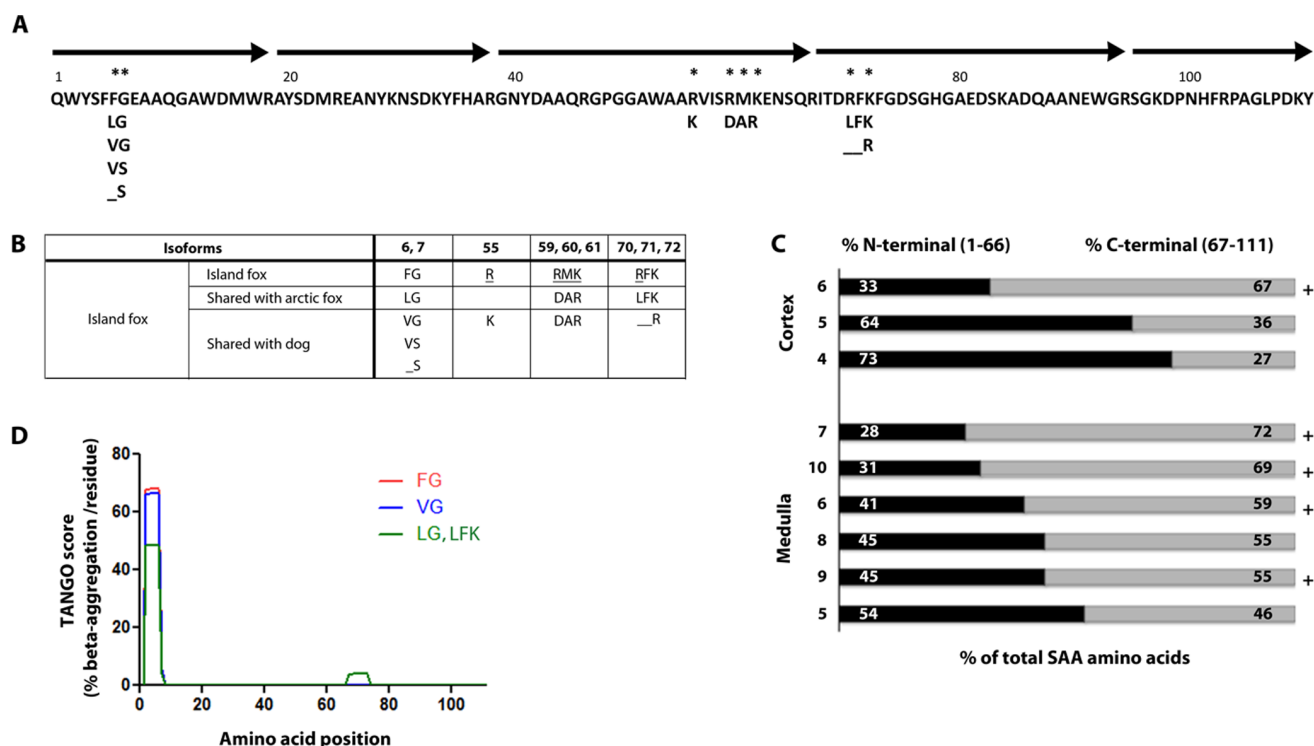 A
* * * * * * * *
1 20 40 80 100
QWYSFFGEAAQGAWDMWRAYSDMREANYKNSDKYFHARGNYDAAQRGPGGAWAARVISRMKENSQRITDRFKFGDSGHGAEDSKADQAANEWGRSGKDPNHFRPAGLPDKY
LG K DAR LFK
VG __R
VS
_S
B
Isoforms 6, 7 55 59, 60, 61 70, 71, 72
Island fox FG R RMK RFK
Island fox
Shared with arctic fox LG DAR LFK
Shared with dog
VG K DAR __R
VS
_S
C
% N-terminal (1-66) % C-terminal (67-111)
Cortex
6 33 67 +
5 64 36
4 73 27
Medulla
7 28 72 +
10 31 69 +
6 41 59 +
8 45 55
9 45 55 +
5 54 46
% of total SAA amino acids
D
TANGO score
(% beta-aggregation /residue)
80
60
40
20
0
FG
VG
LG, LFK
0 20 40 60 80 100
Amino acid position